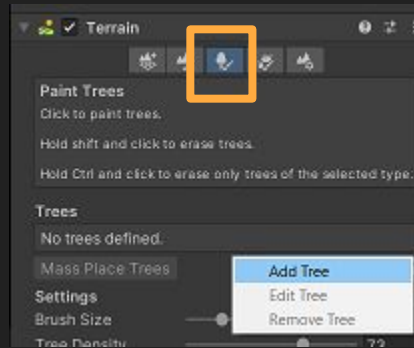 Terrain
Paint Trees
Click to paint trees.
Hold shift and click to erase trees.
Hold Ctrl and click to erase only trees of the selected type.
Trees
No trees defined.
Mass Place Trees
Add Tree
Edit Tree
Remove Tree
Settings
Brush Size
Tree Density
73